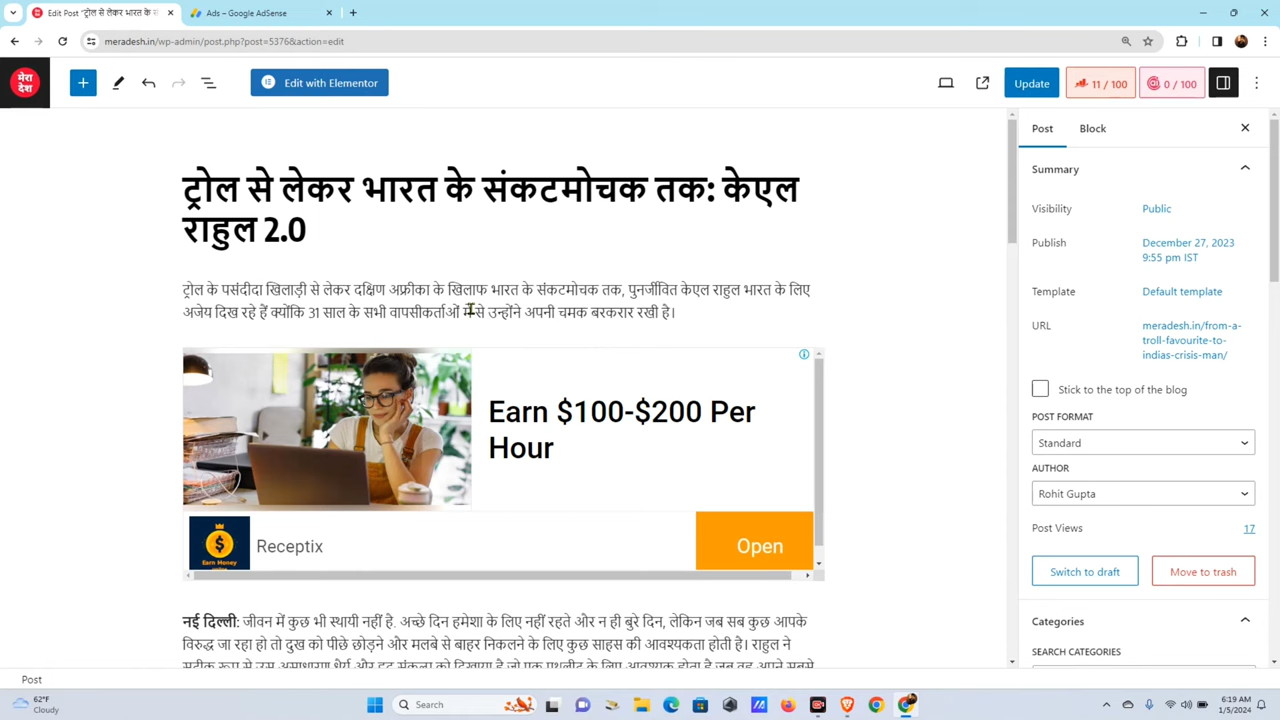 Edit Post "ट्रोल से लेकर भारत के सं
Ads – Google AdSense
meradesh.in/wp-admin/post.php?post=5376&action=edit
मेरा देश
Edit with Elementor
Update
11 / 100
0 / 100
ट्रोल से लेकर भारत के संकटमोचक तक: केएल
राहुल 2.0
ट्रोल के पसंदीदा खिलाड़ी से लेकर दक्षिण अफ्रीका के खिलाफ भारत के संकटमोचक तक, पुनर्जीवित केएल राहुल भारत के लिए
अजेय दिख रहे हैं क्योंकि 31 साल के सभी वापसीकर्ताओं में से उन्होंने अपनी चमक बरकरार रखी है।
Earn $100-$200 Per
Hour
Earn Money
Receptix
Open
नई दिल्ली: जीवन में कुछ भी स्थायी नहीं है. अच्छे दिन हमेशा के लिए नहीं रहते और न ही बुरे दिन, लेकिन जब सब कुछ आपके
विरुद्ध जा रहा हो तो दुख को पीछे छोड़ने और मलबे से बाहर निकलने के लिए कुछ साहस की आवश्यकता होती है। राहुल ने
Post
Block
Summary
Visibility
Public
Publish
December 27, 2023
9:55 pm IST
Template
Default template
URL
meradesh.in/from-a-
troll-favourite-to-
indias-crisis-man/
Stick to the top of the blog
POST FORMAT
Standard
AUTHOR
Rohit Gupta
Post Views
17
Switch to draft
Move to trash
Categories
SEARCH CATEGORIES
Post
62°F
Cloudy
Search
6:19 AM
1/5/2024